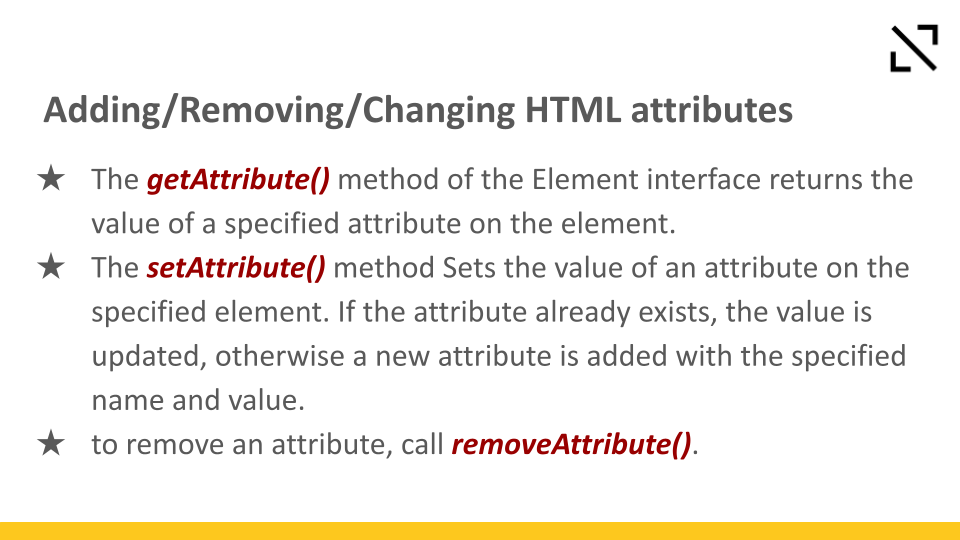 Adding/Removing/Changing HTML attributes
★ The getAttribute() method of the Element interface returns the
value of a specified attribute on the element.
★ The setAttribute() method Sets the value of an attribute on the
specified element. If the attribute already exists, the value is
updated, otherwise a new attribute is added with the specified
name and value.
★ to remove an attribute, call removeAttribute().